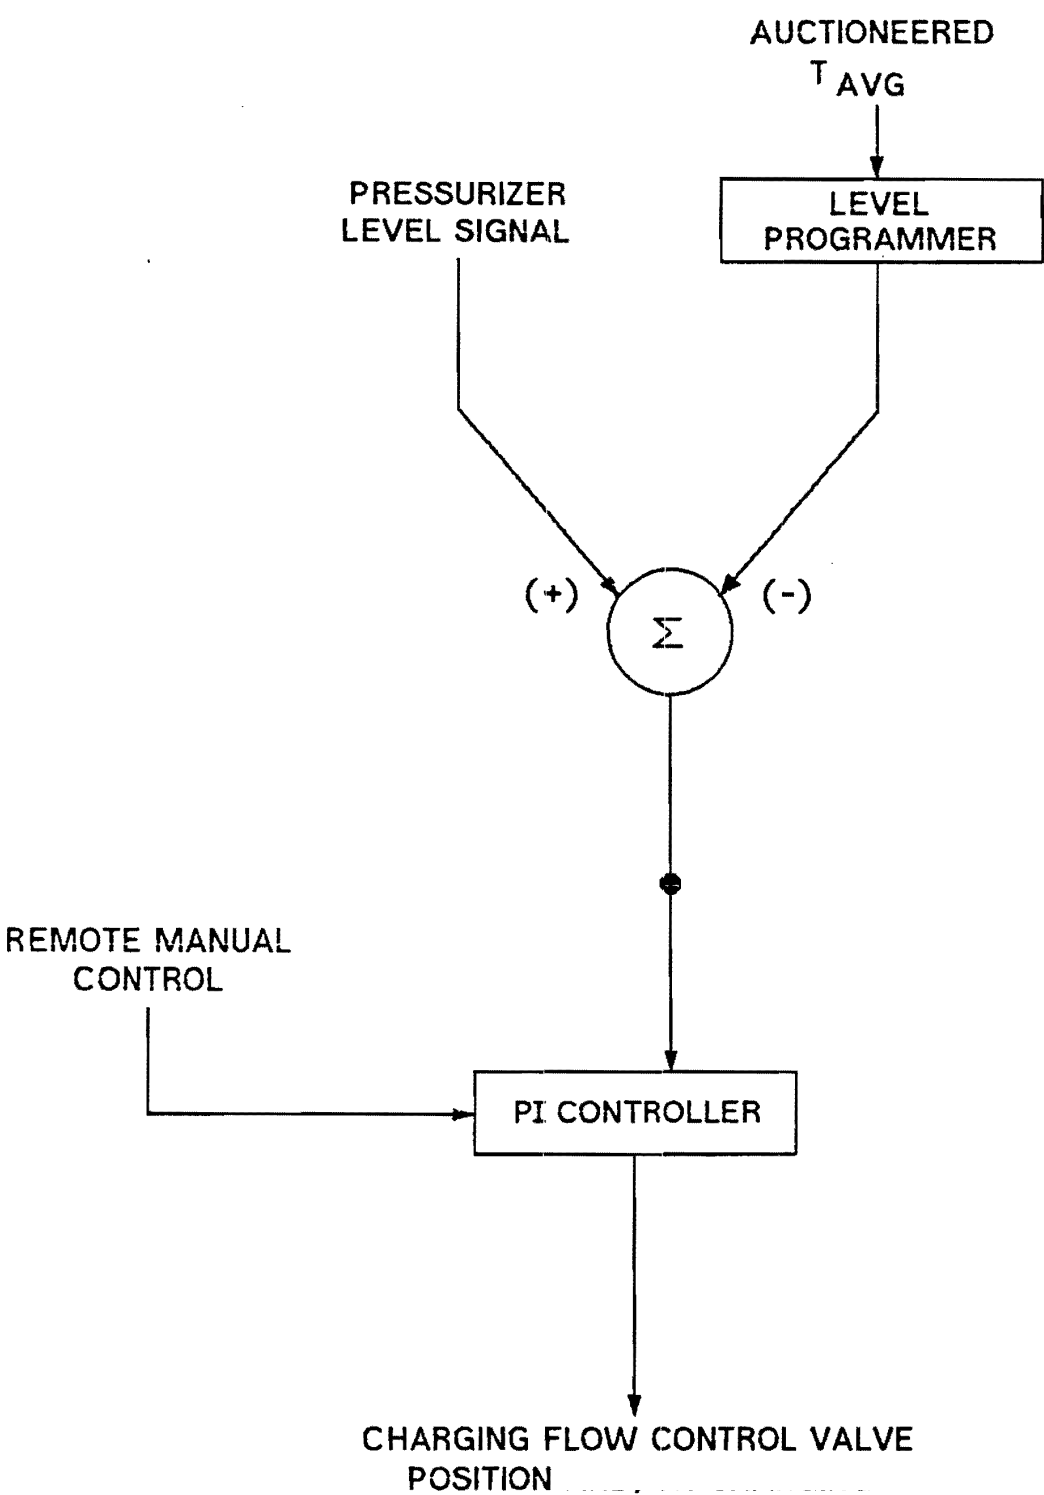 AUCTIONEERED
T AVG
PRESSURIZER
LEVEL SIGNAL
LEVEL
PROGRAMMER
(+)
(-)
Σ
REMOTE MANUAL
CONTROL
PI CONTROLLER
CHARGING FLOW CONTROL VALVE
POSITION